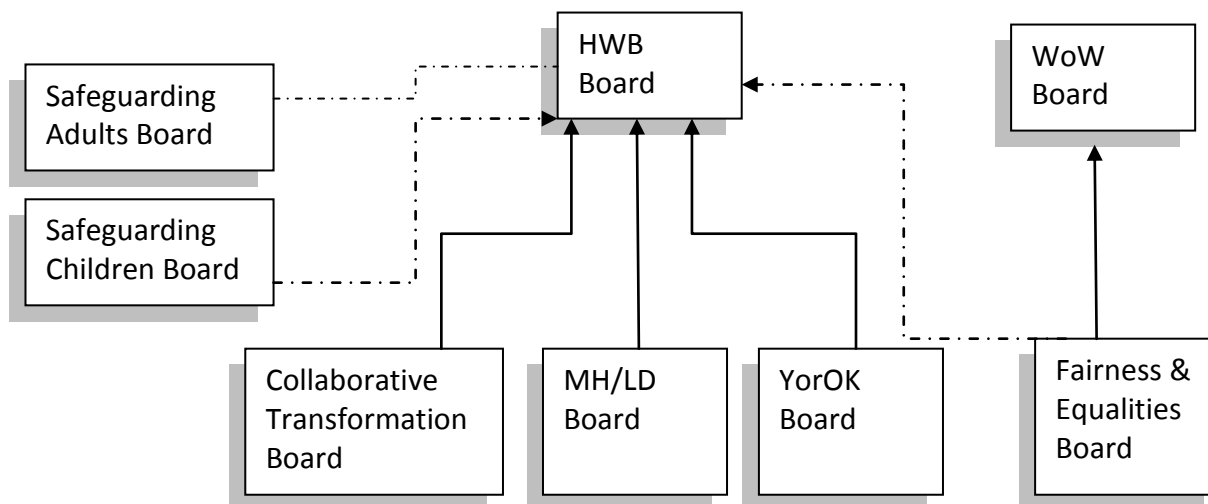 HWB
Board
WoW
Board
Safeguarding
Adults Board
Safeguarding
Children Board
Collaborative
Transformation
Board
MH/LD
Board
YorOK
Board
Fairness &
Equalities
Board